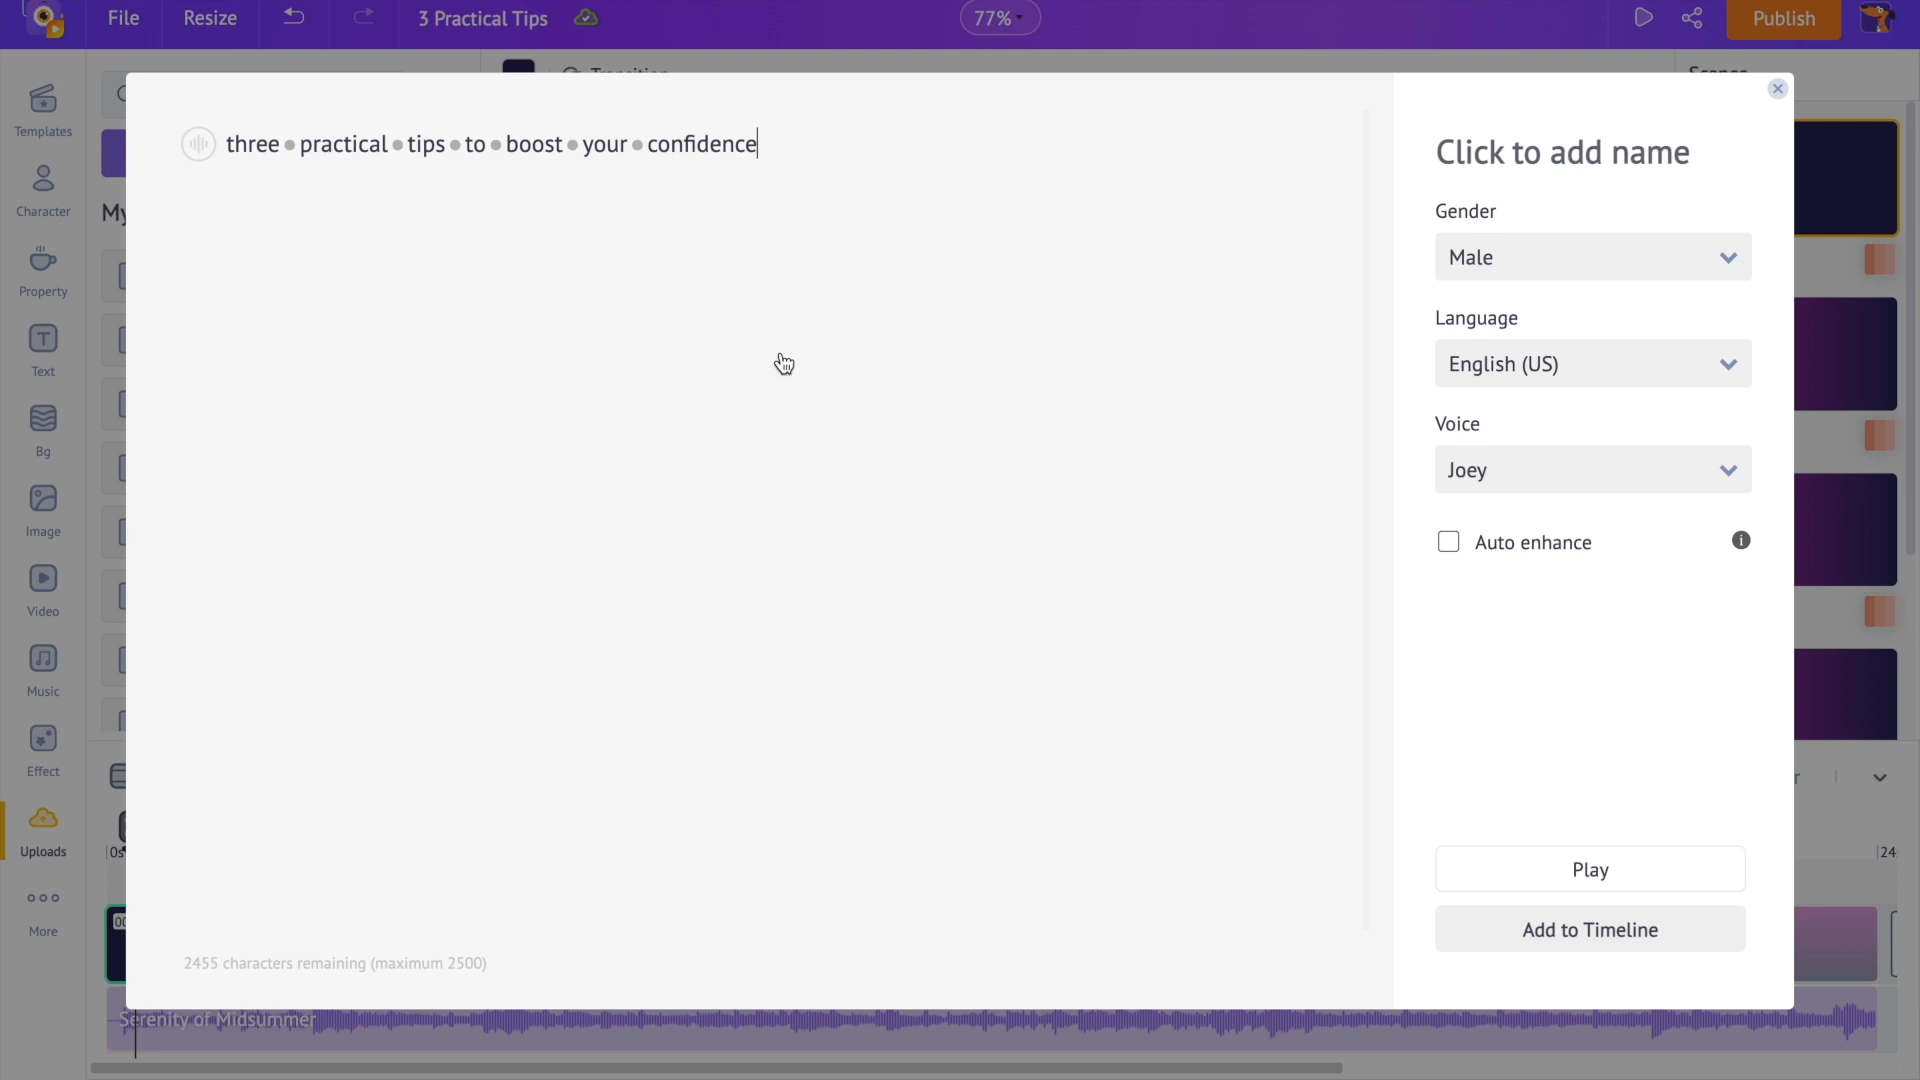 File
Resize
3 Practical Tips
77%
Publish
Templates
Character
Property
Text
Bg
Image
Video
Music
Effect
Uploads
More
My
three practical tips to boost your confidence
2455 characters remaining (maximum 2500)
Click to add name
Gender
Male
Language
English (US)
Voice
Joey
Auto enhance
Play
Add to Timeline
0s
24
Serenity of Midsummer